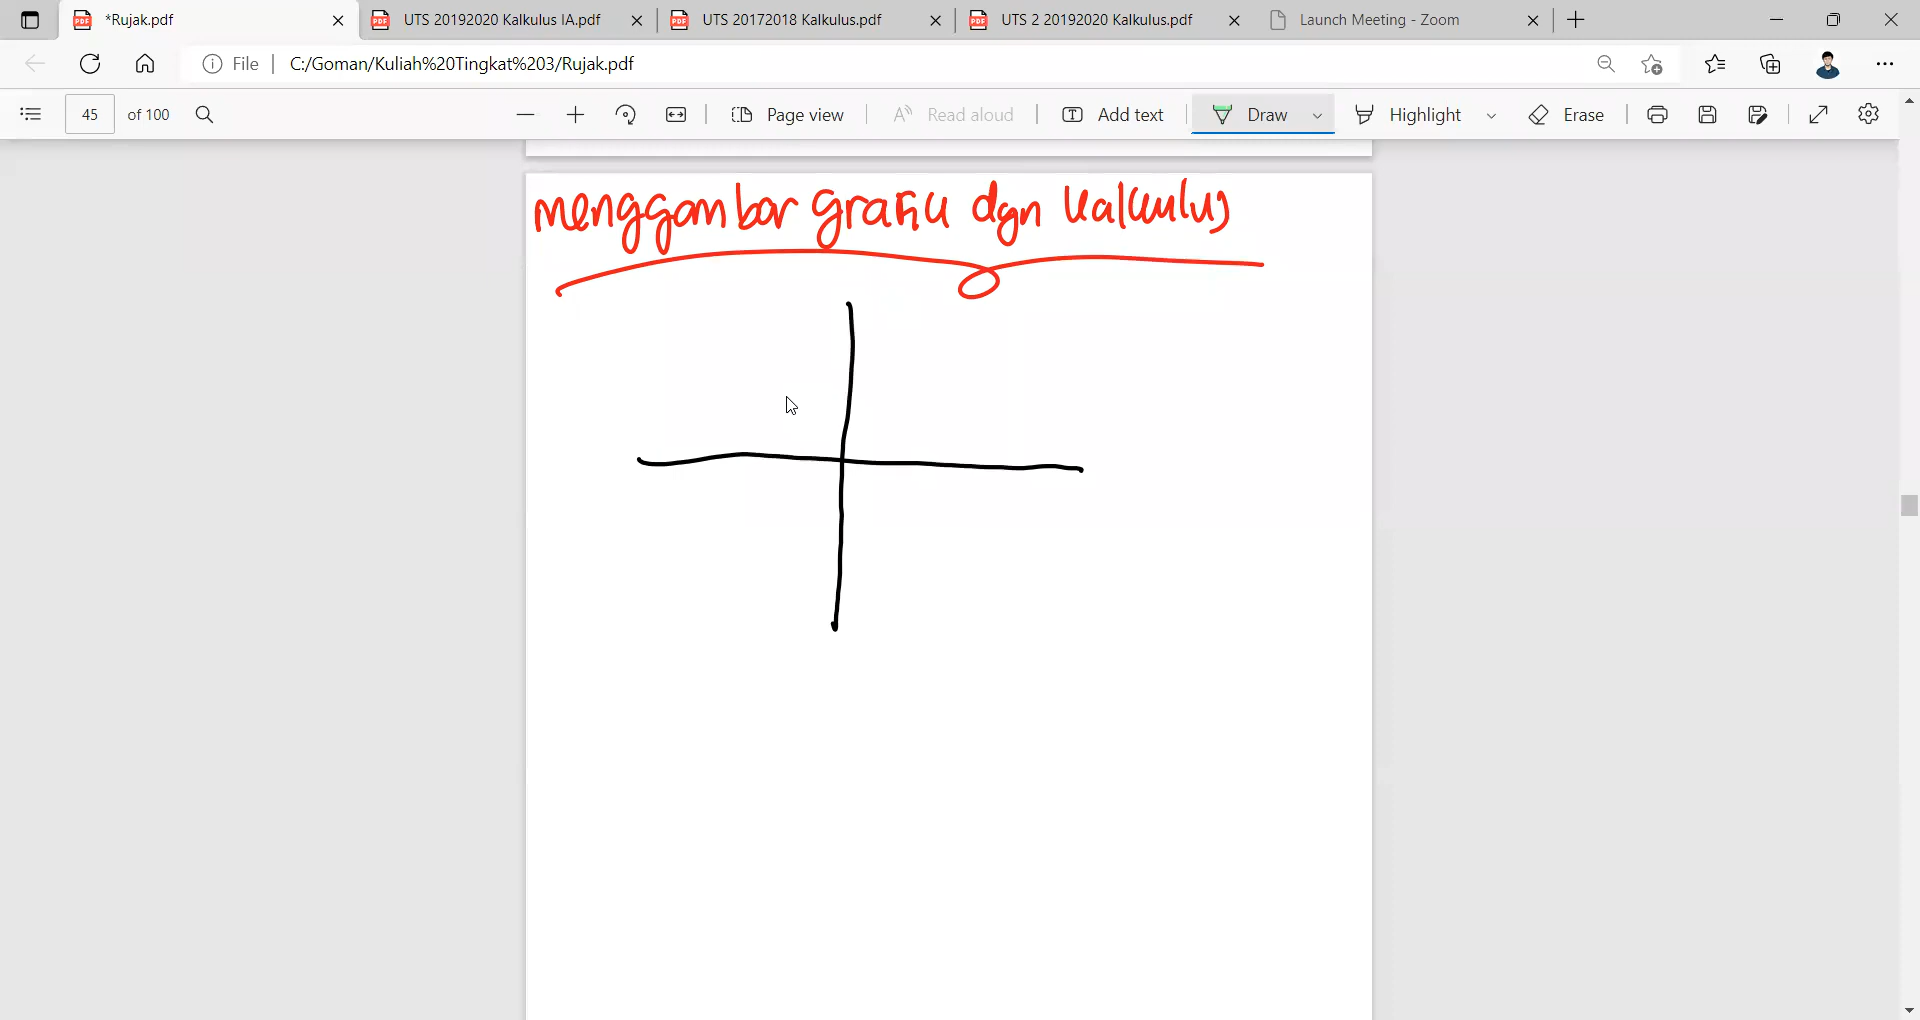 *Rujak.pdf
UTS 20192020 Kalkulus IA.pdf
UTS 20172018 Kalkulus.pdf
UTS 2 20192020 Kalkulus.pdf
Launch Meeting - Zoom
File C:/Goman/Kuliah%20Tingkat%203/Rujak.pdf
45 of 100 Page view Read aloud Add text Draw Highlight Erase
menggambar grafik dgn kalkulus